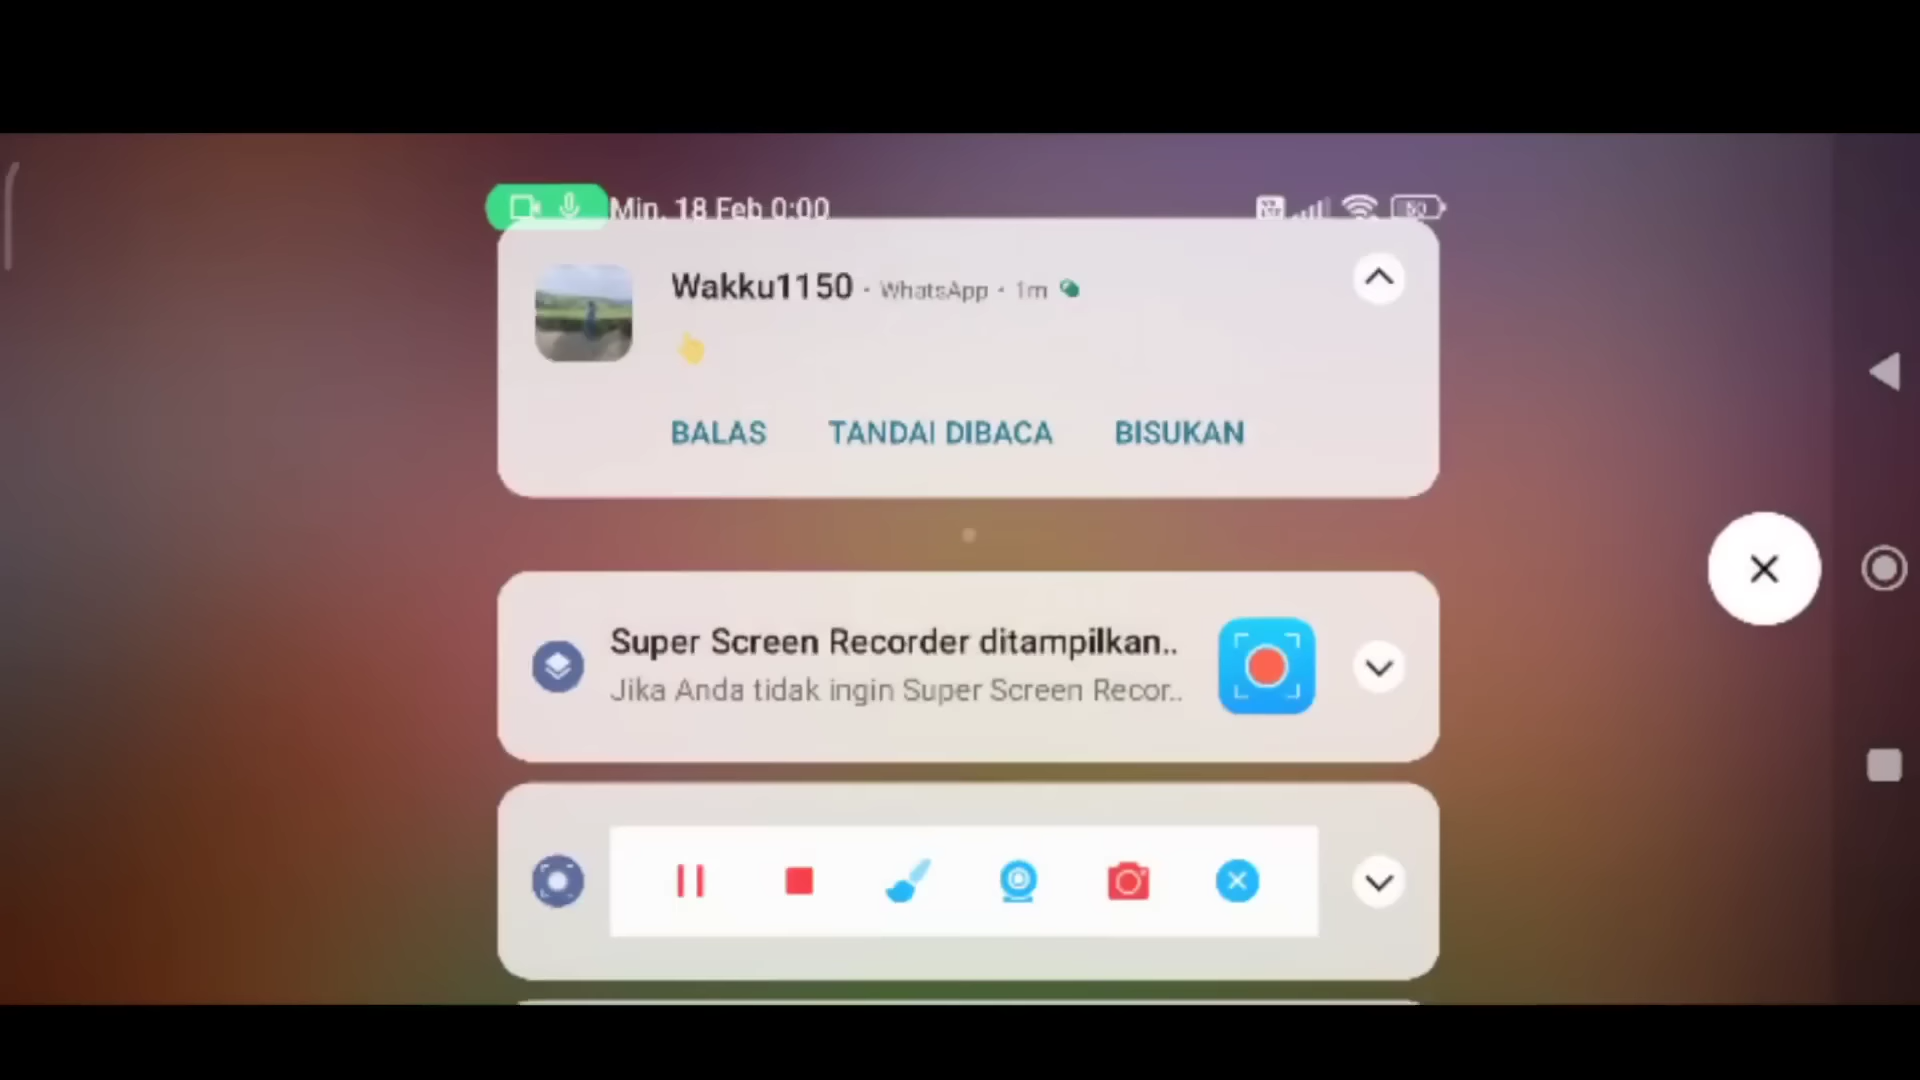 Min, 18 Feb 0:00
Wakku1150 · WhatsApp · 1m
👆
BALAS TANDAI DIBACA BISUKAN
Super Screen Recorder ditampilkan..
Jika Anda tidak ingin Super Screen Recor..